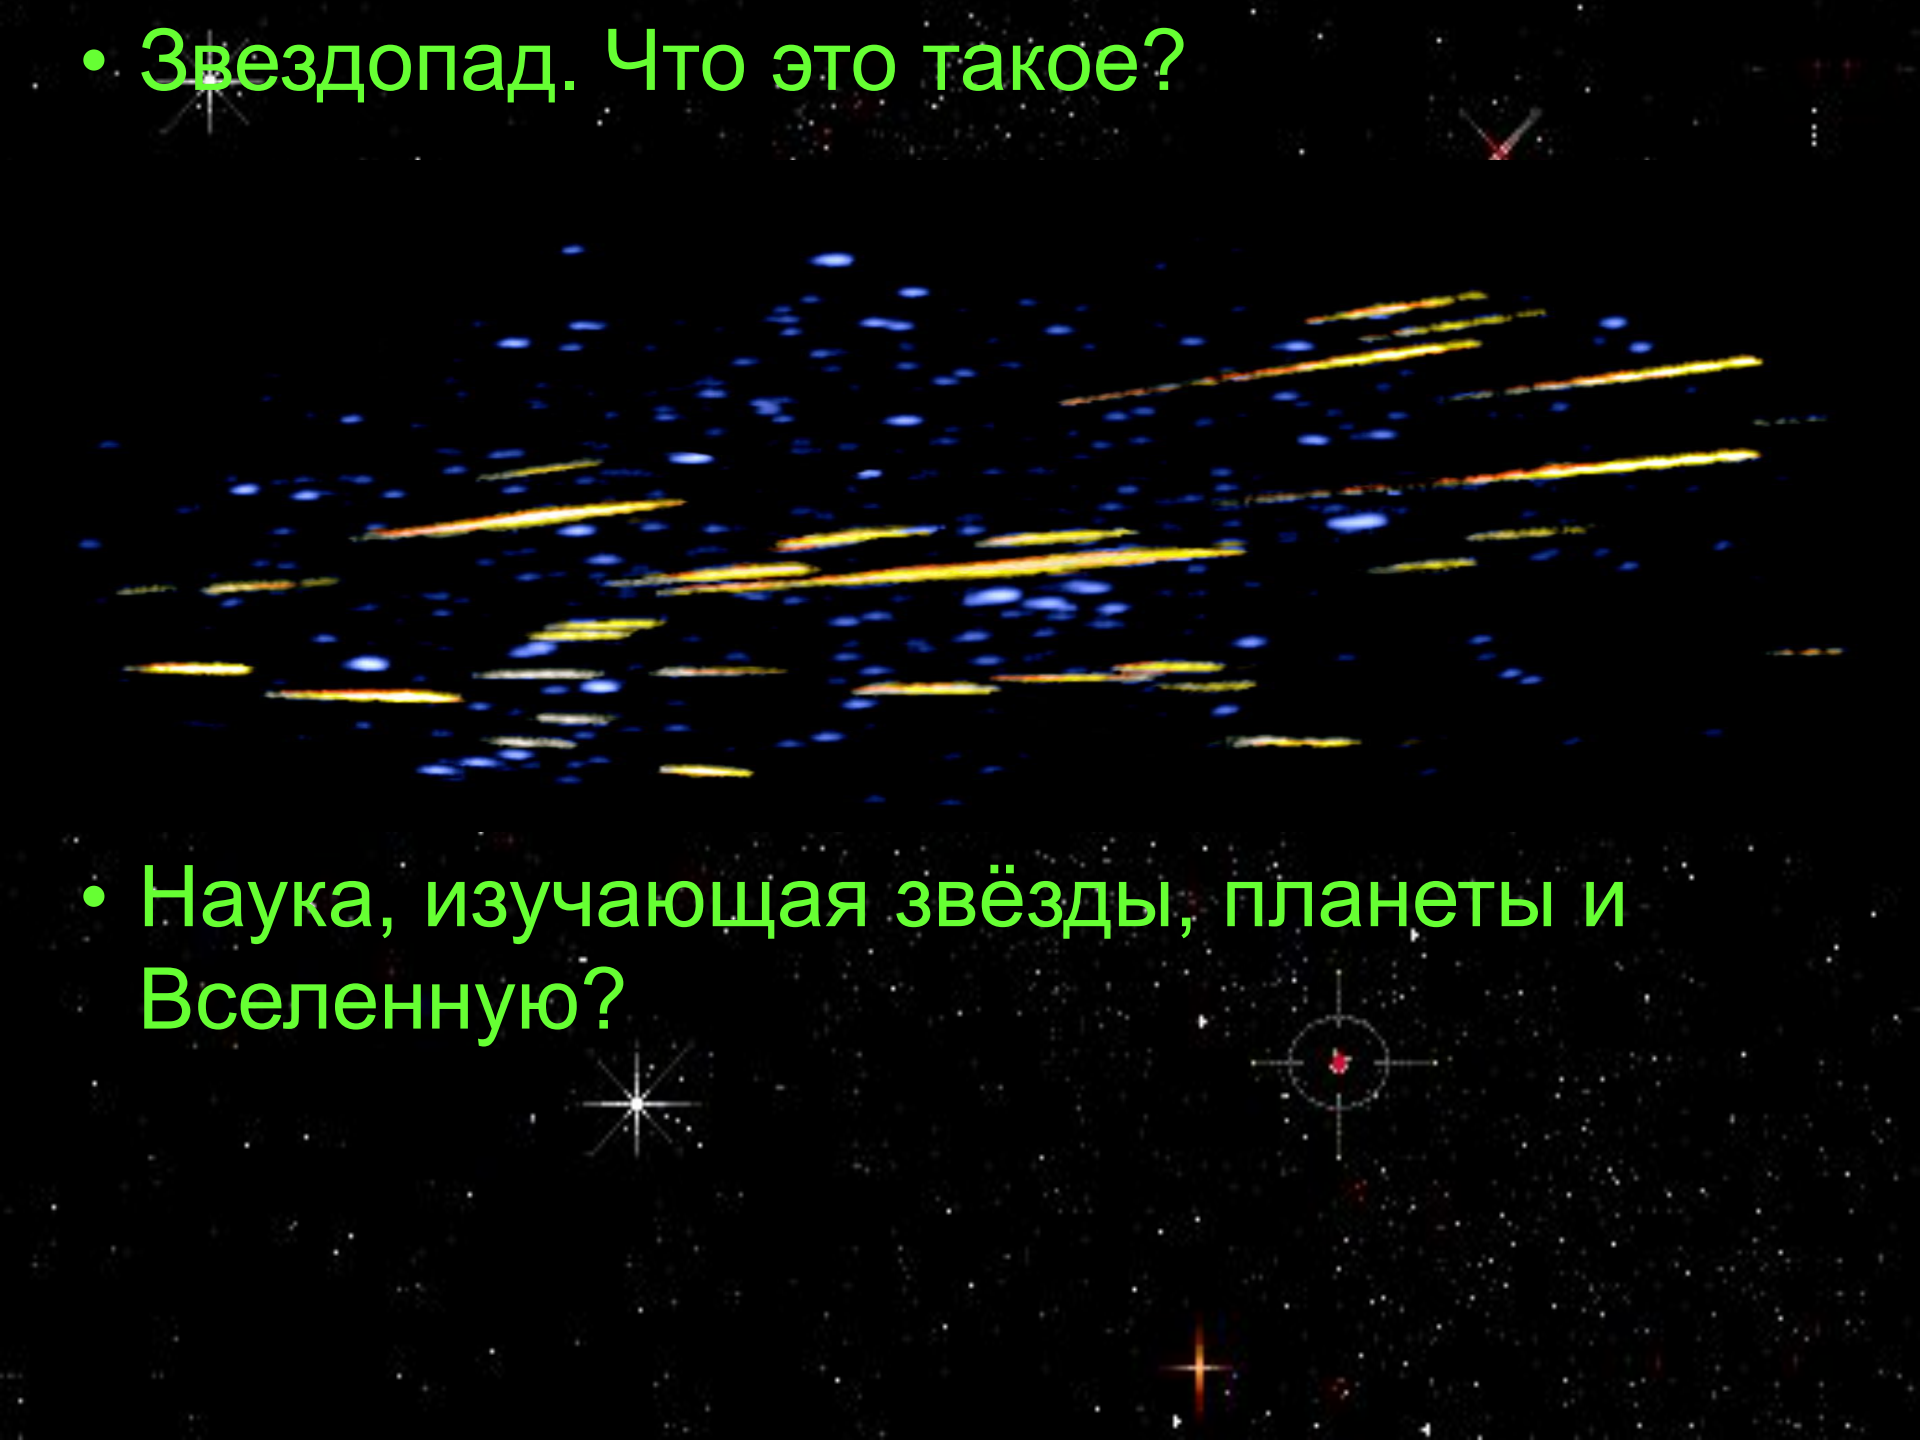 • Звездопад. Что это такое?
• Наука, изучающая звёзды, планеты и
Вселенную?